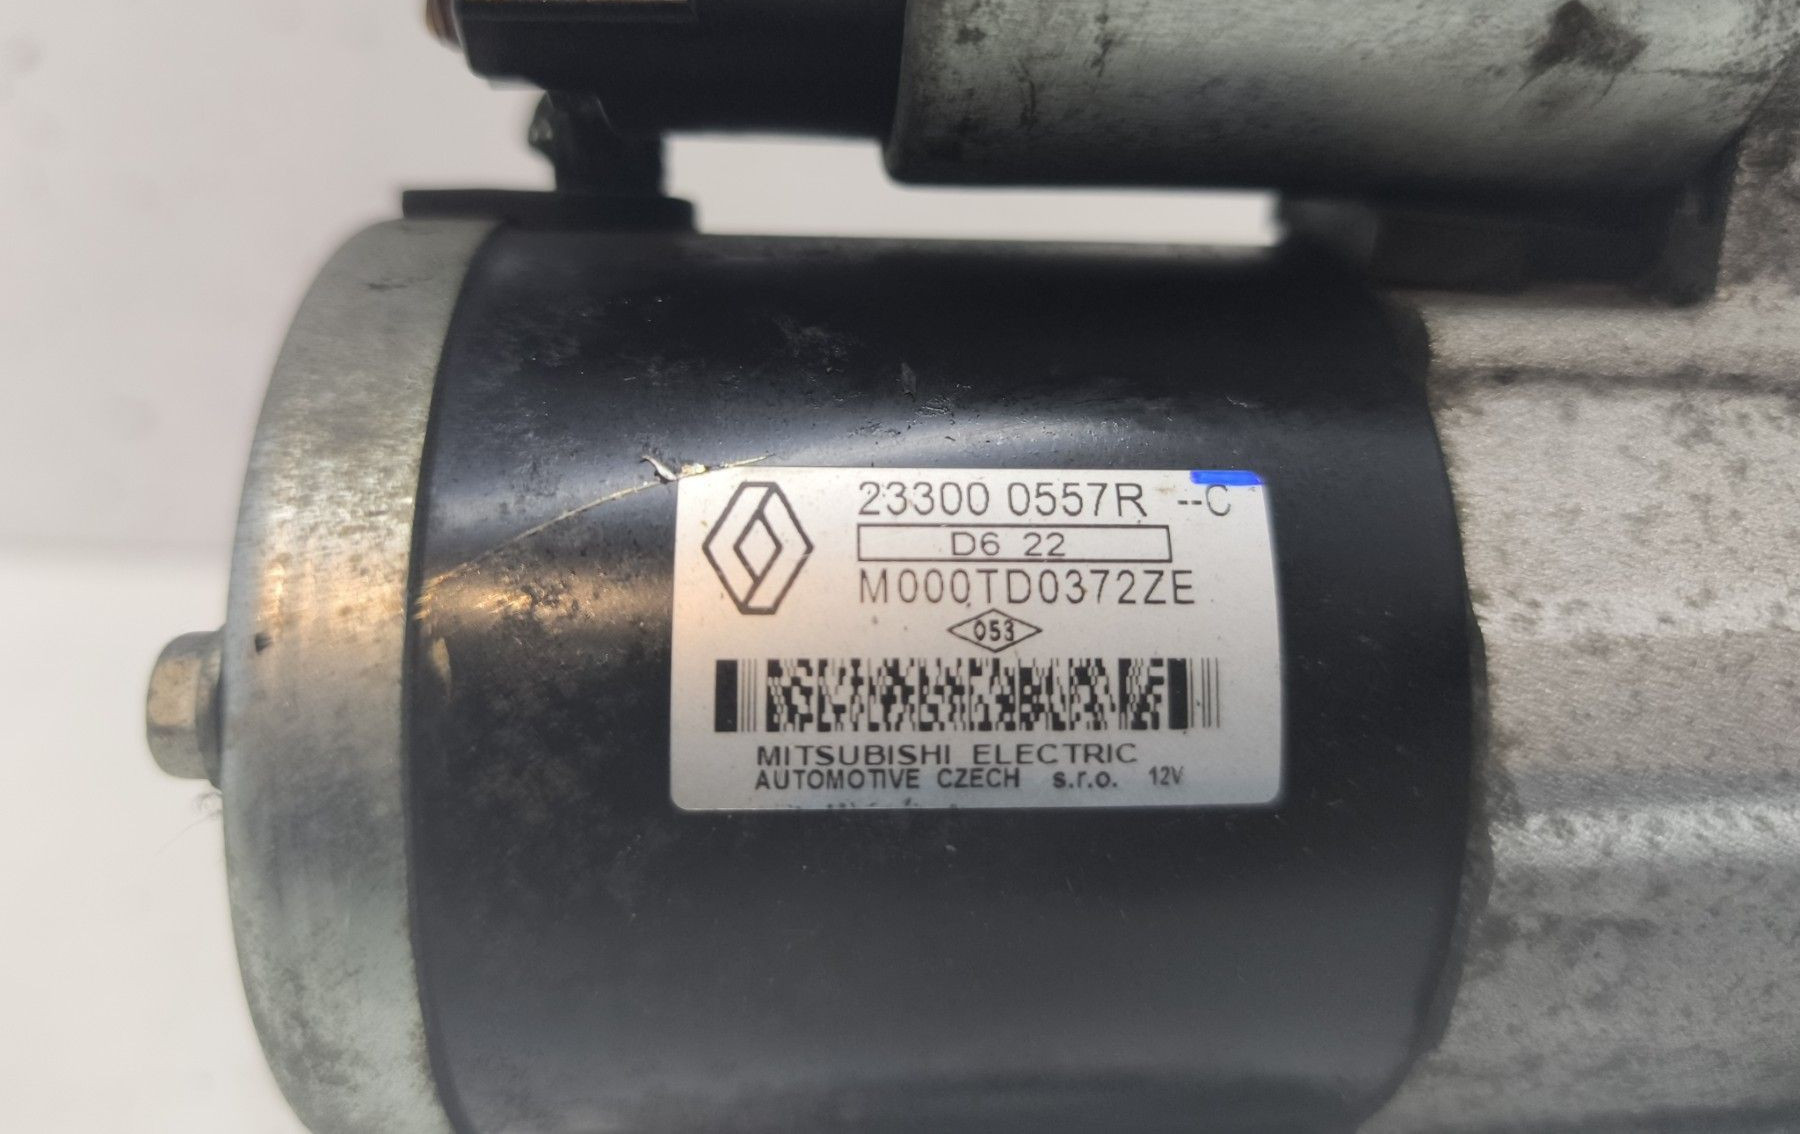 23300 0557R --C
D6 22
M000TD0372ZE
053
MITSUBISHI ELECTRIC
AUTOMOTIVE CZECH s.r.o. 12V